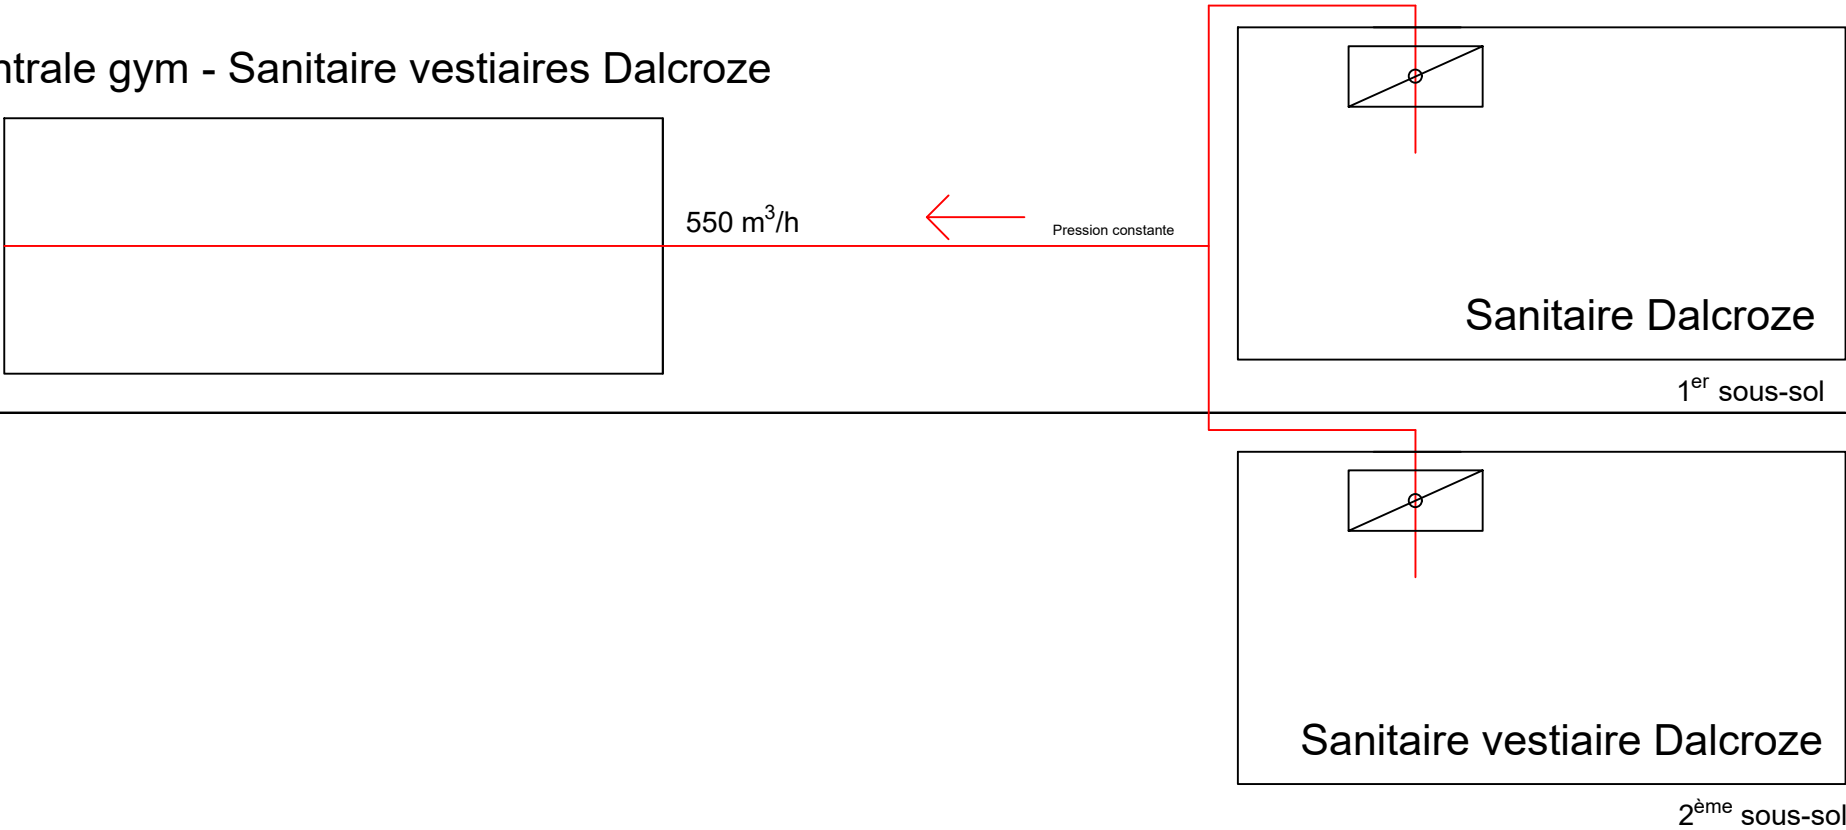 ntrale gym - Sanitaire vestiaires Dalcroze
550 m³/h
Pression constante
Sanitaire Dalcroze
1er sous-sol
Sanitaire vestiaire Dalcroze
2ème sous-sol